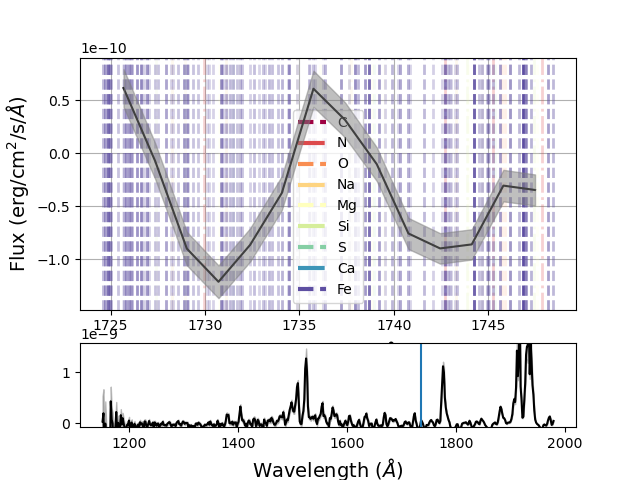 1e−10
Flux (erg/cm²/s/Å)
0.5
0.0
−0.5
−1.0
C
N
O
Na
Mg
Si
S
Ca
Fe
1725 1730 1735 1740 1745
1e−9
1
0
1200 1400 1600 1800 2000
Wavelength (Å)